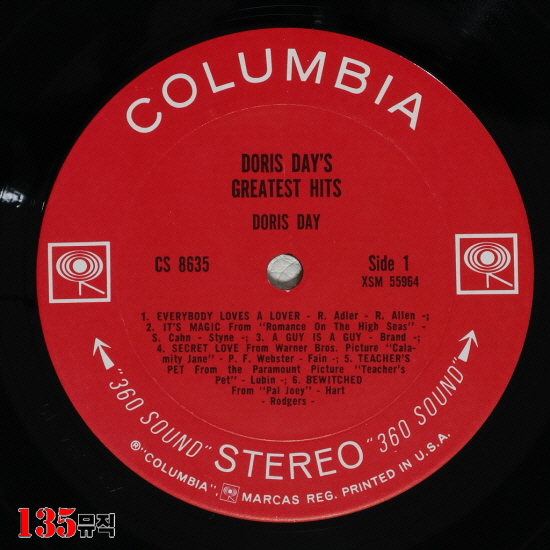 COLUMBIA
DORIS DAY'S
GREATEST HITS
DORIS DAY
CS 8635
Side 1
XSM 55964
1. EVERYBODY LOVES A LOVER - R. Adler - R. Allen -;
2. IT'S MAGIC From "Romance On The High Seas" -
S. Cahn - Styne -; 3. A GUY IS A GUY - Brand -;
4. SECRET LOVE From Warner Bros. Picture "Cala-
mity Jane" - P. F. Webster - Fain -; 5. TEACHER'S
PET From the Paramount Picture "Teacher's
Pet" - Lubin -; 6. BEWITCHED
From "Pal Joey" - Hart
- Rodgers -
"360 SOUND" STEREO "360 SOUND"
®"COLUMBIA" MARCAS REG. PRINTED IN U.S.A.
135뮤직